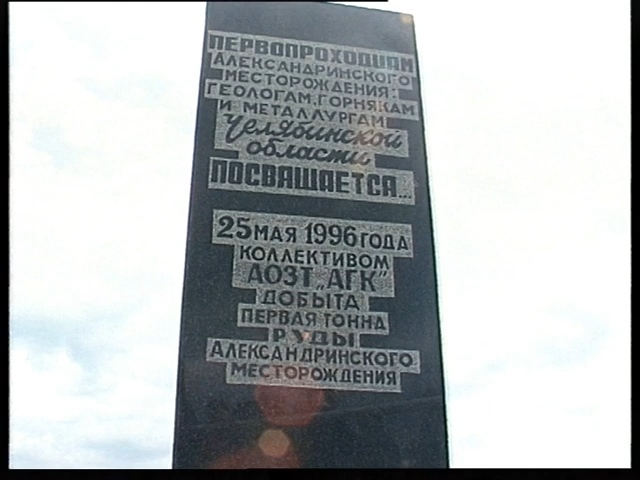 ПЕРВОПРОХОДЦАМ
АЛЕКСАНДРИНСКОГО
МЕСТОРОЖДЕНИЯ:
ГЕОЛОГАМ, ГОРНЯКАМ
И МЕТАЛЛУРГАМ
Челябинской
области
ПОСВЯЩАЕТСЯ...
25 МАЯ 1996 ГОДА
КОЛЛЕКТИВОМ
АОЗТ „АГК"
ДОБЫТА
ПЕРВАЯ ТОННА
РУДЫ
АЛЕКСАНДРИНСКОГО
МЕСТОРОЖДЕНИЯ